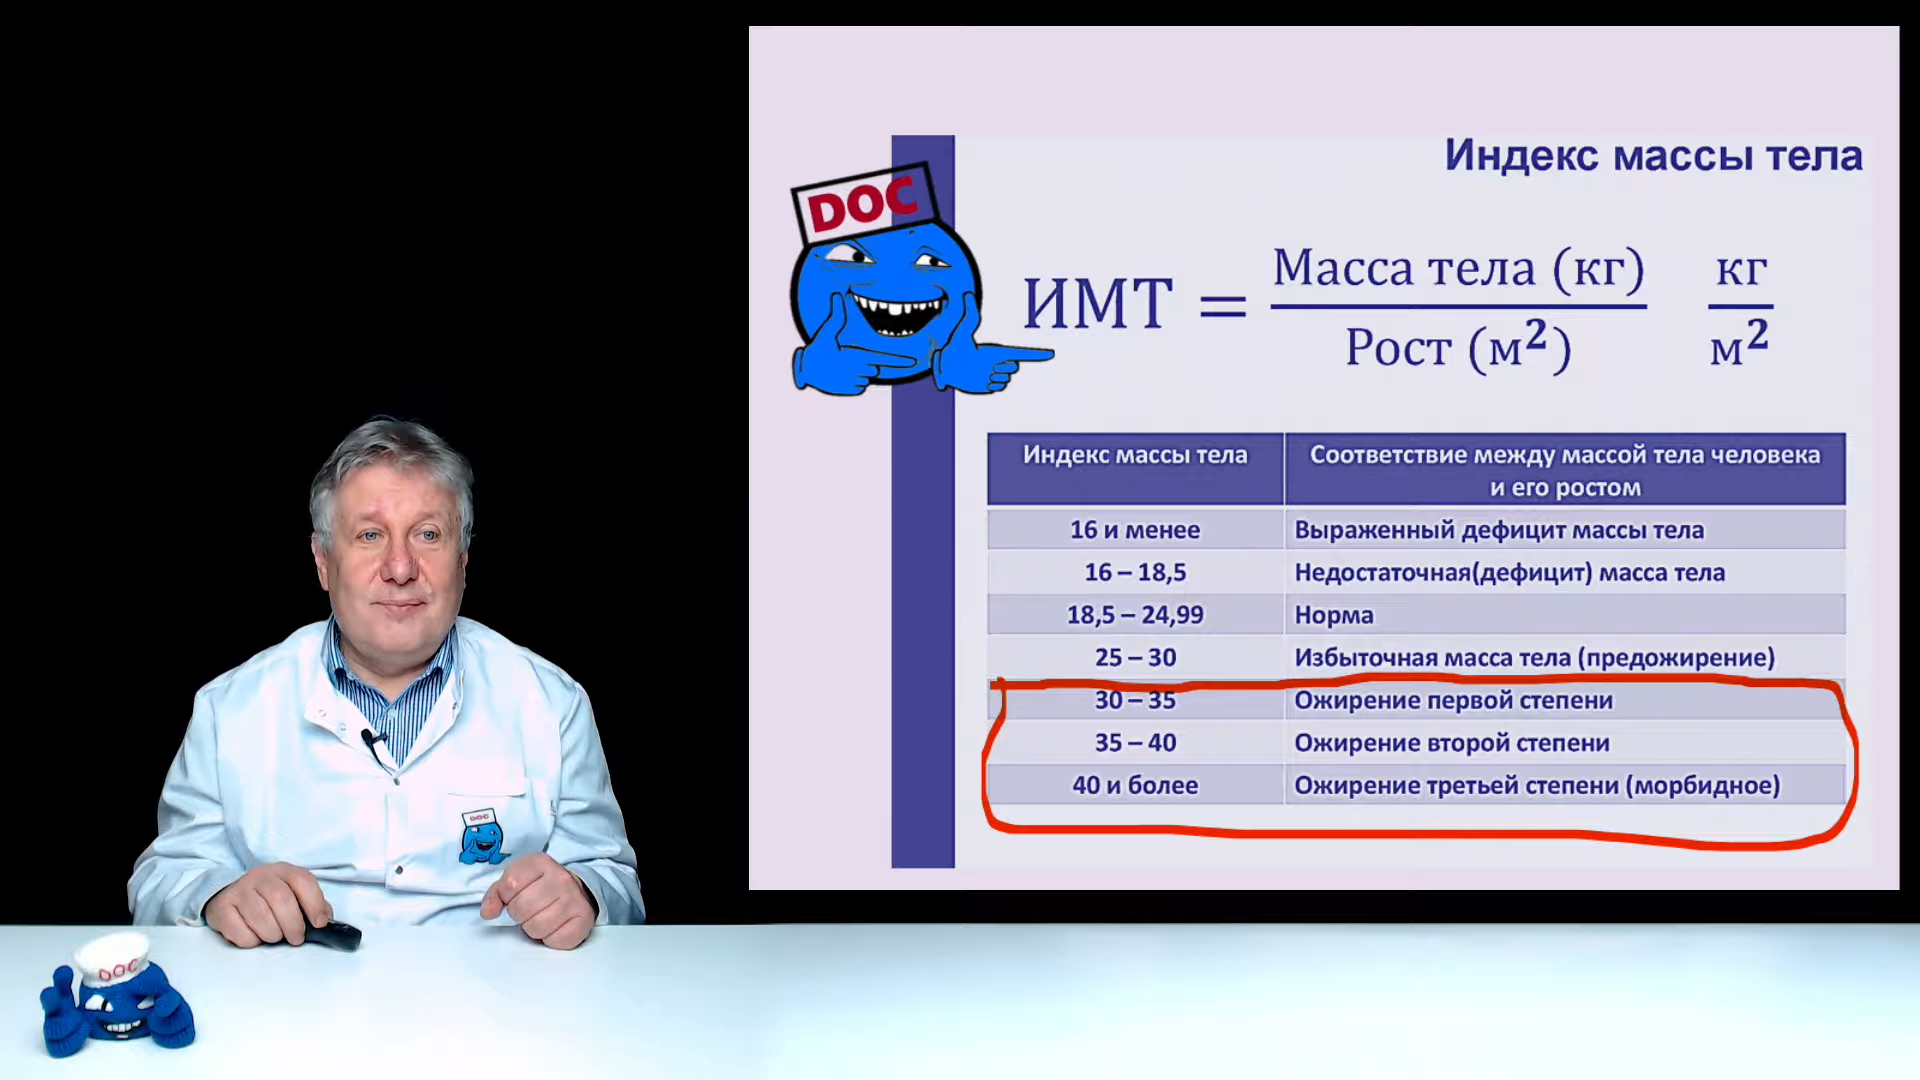 Индекс массы тела
DOC
ИМТ = Масса тела (кг) / Рост (м²) кг / м²
Индекс массы тела Соответствие между массой тела человека
и его ростом
16 и менее Выраженный дефицит массы тела
16 – 18,5 Недостаточная(дефицит) масса тела
18,5 – 24,99 Норма
25 – 30 Избыточная масса тела (предожирение)
30 – 35 Ожирение первой степени
35 – 40 Ожирение второй степени
40 и более Ожирение третьей степени (морбидное)
DOC
DOC